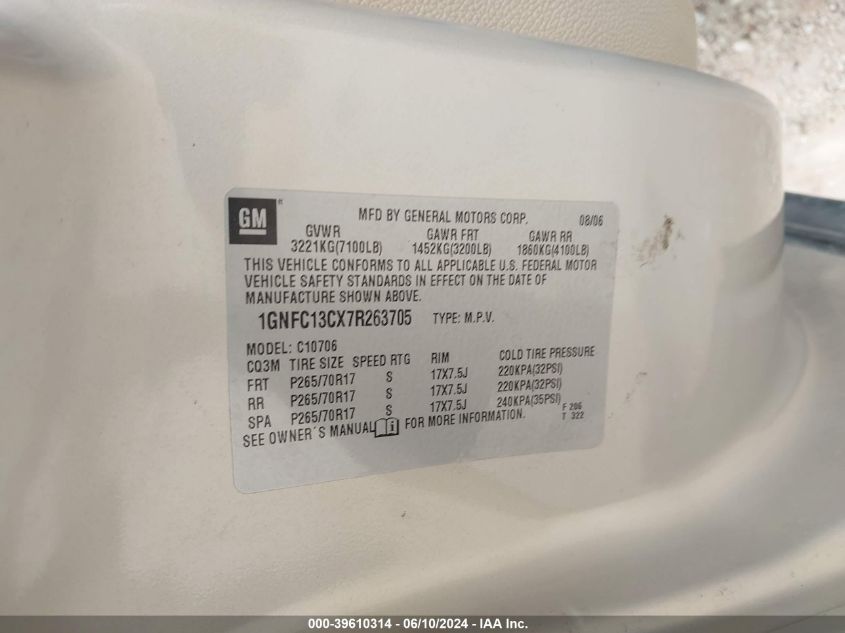 GM ® MFD BY GENERAL MOTORS CORP. 08/06
GVWR GAWR FRT GAWR RR
3221KG(7100LB) 1452KG(3200LB) 1860KG(4100LB)
THIS VEHICLE CONFORMS TO ALL APPLICABLE U.S. FEDERAL MOTOR
VEHICLE SAFETY STANDARDS IN EFFECT ON THE DATE OF
MANUFACTURE SHOWN ABOVE.
1GNFC13CX7R263705 TYPE: M.P.V.
MODEL: C10706
CQ3M TIRE SIZE SPEED RTG RIM COLD TIRE PRESSURE
FRT P265/70R17 S 17X7.5J 220KPA(32PSI)
RR P265/70R17 S 17X7.5J 220KPA(32PSI)
SPA P265/70R17 S 17X7.5J 240KPA(35PSI) F 206
SEE OWNER'S MANUAL i FOR MORE INFORMATION. T 322
000-39610314 - 06/10/2024 - IAA Inc.